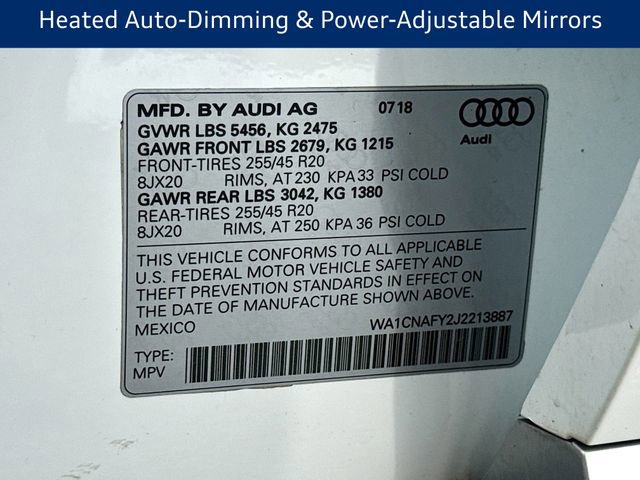 Heated Auto-Dimming & Power-Adjustable Mirrors
MFD. BY AUDI AG 0718
GVWR LBS 5456, KG 2475
GAWR FRONT LBS 2679, KG 1215
FRONT-TIRES 255/45 R20
8JX20 RIMS, AT 230 KPA 33 PSI COLD
GAWR REAR LBS 3042, KG 1380
REAR-TIRES 255/45 R20
8JX20 RIMS, AT 250 KPA 36 PSI COLD
Audi
THIS VEHICLE CONFORMS TO ALL APPLICABLE
U.S. FEDERAL MOTOR VEHICLE SAFETY AND
THEFT PREVENTION STANDARDS IN EFFECT ON
THE DATE OF MANUFACTURE SHOWN ABOVE.
MEXICO WA1CNAFY2J2213887
TYPE:
MPV